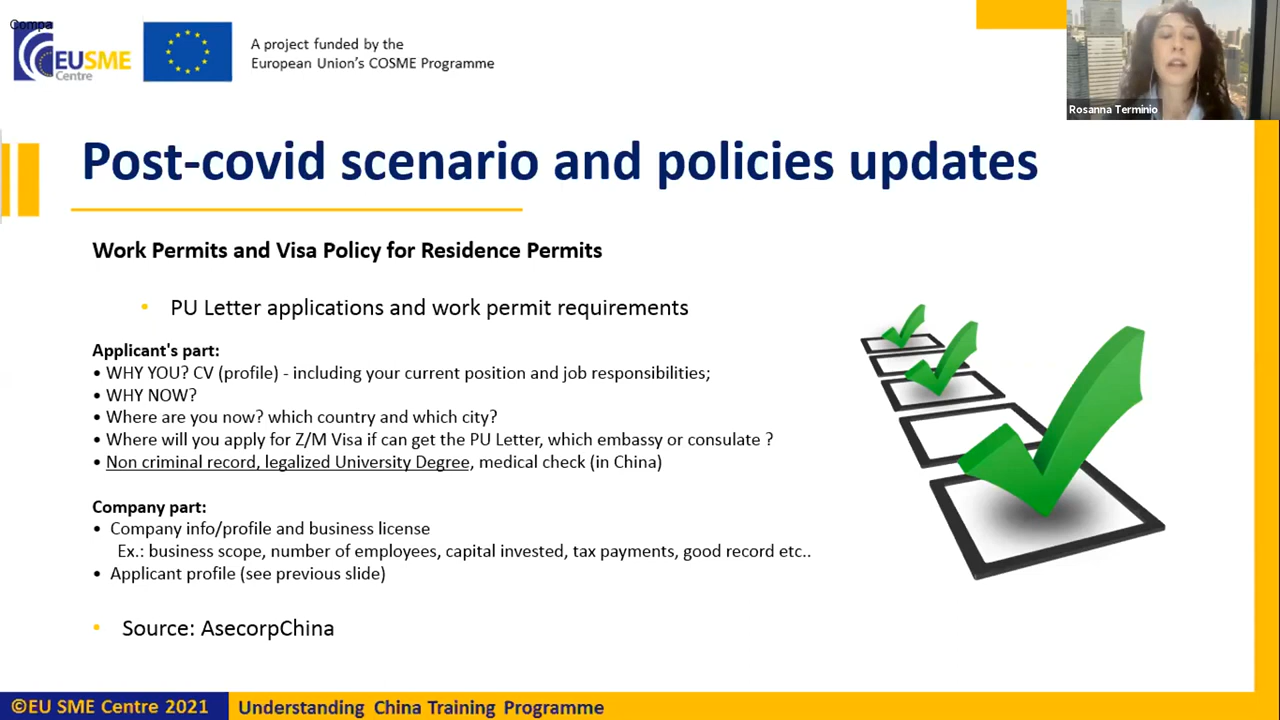 Compa
EUSME
Centre
A project funded by the
European Union's COSME Programme
Rosanna Terminio
Post-covid scenario and policies updates
Work Permits and Visa Policy for Residence Permits
• PU Letter applications and work permit requirements
Applicant's part:
• WHY YOU? CV (profile) - including your current position and job responsibilities;
• WHY NOW?
• Where are you now? which country and which city?
• Where will you apply for Z/M Visa if can get the PU Letter, which embassy or consulate ?
• Non criminal record, legalized University Degree, medical check (in China)
Company part:
• Company info/profile and business license
Ex.: business scope, number of employees, capital invested, tax payments, good record etc..
• Applicant profile (see previous slide)
• Source: AsecorpChina
©EU SME Centre 2021
Understanding China Training Programme